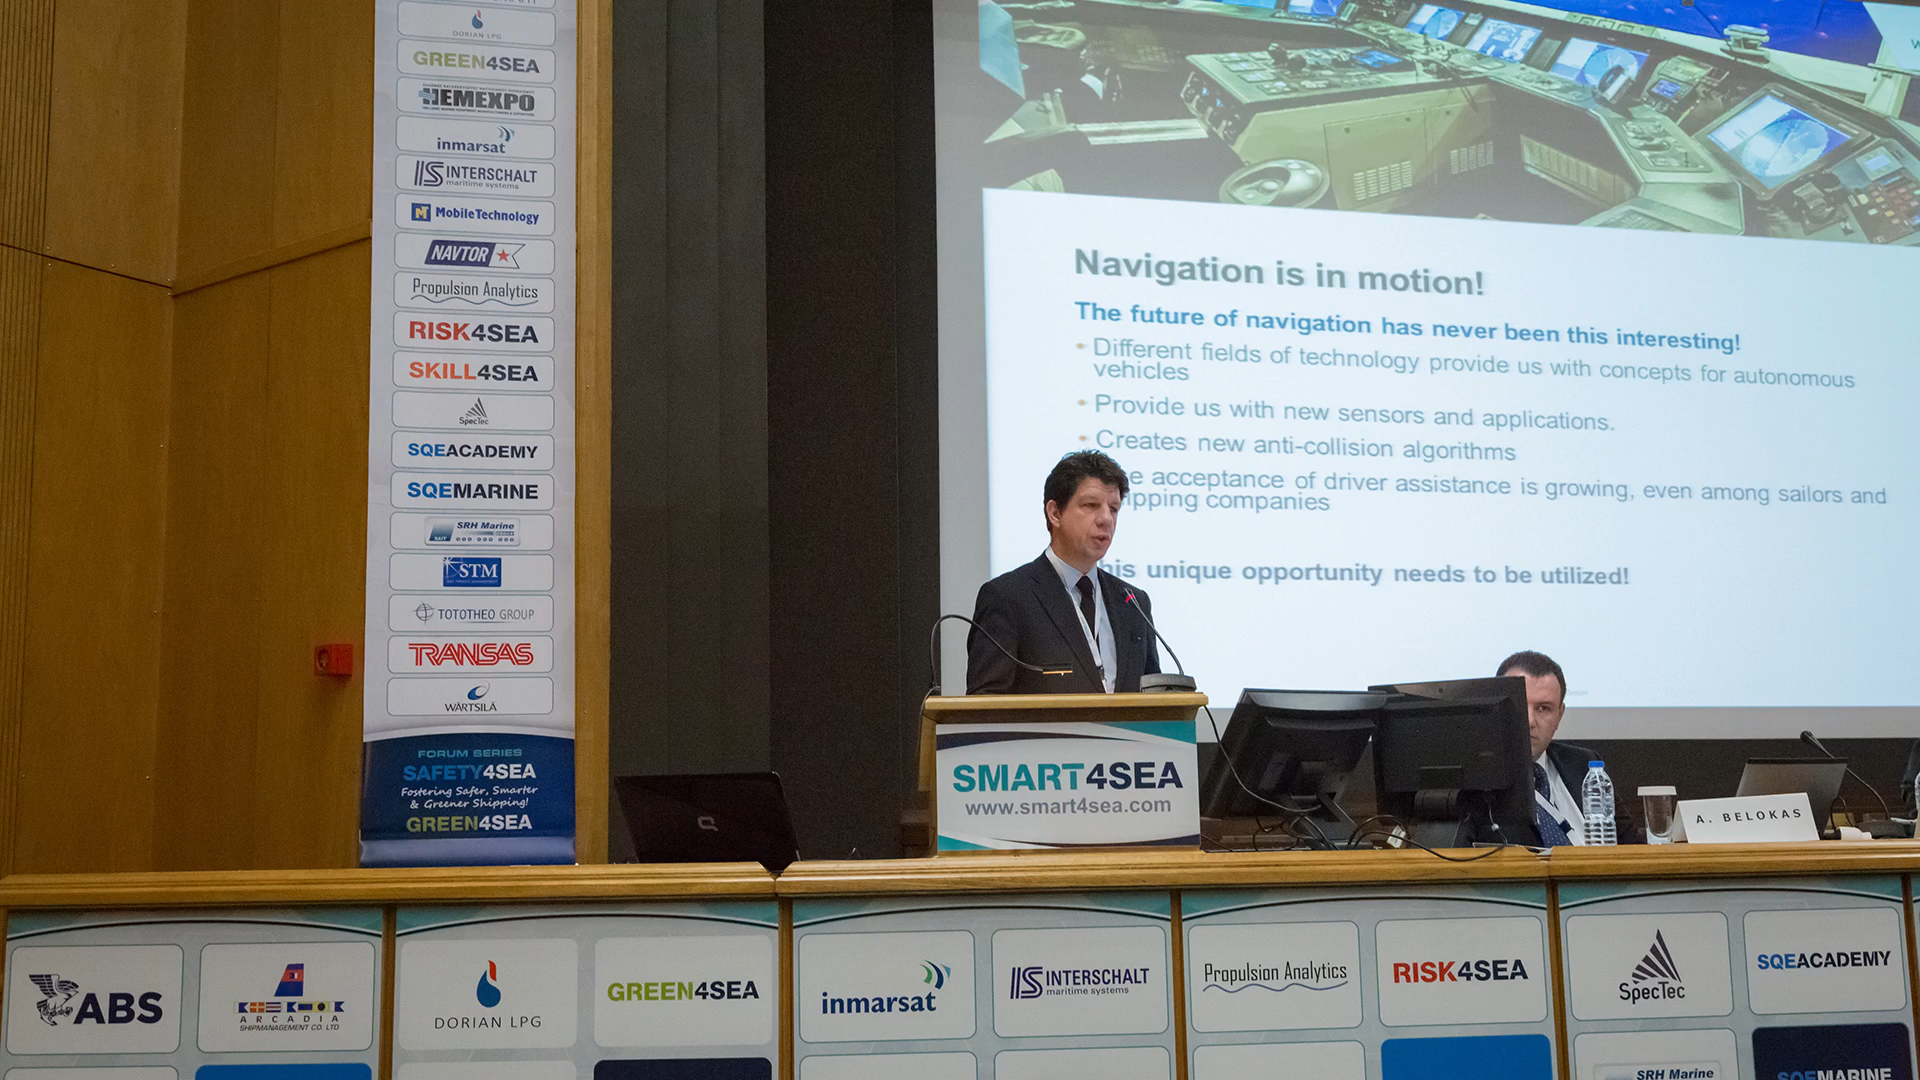 DORIAN LPG
GREEN4SEA
HEMEXPO
inmarsat
INTERSCHALT
maritime systems
MobileTechnology
NAVTOR
Propulsion Analytics
RISK4SEA
SKILL4SEA
SpecTec
SQEACADEMY
SQEMARINE
SRH Marine
STM
TOTOTHEO GROUP
TRANSAS
WÄRTSILÄ
FORUM SERIES
SAFETY4SEA
Fostering Safer, Smarter
& Greener Shipping!
GREEN4SEA
Navigation is in motion!
The future of navigation has never been this interesting!
Different fields of technology provide us with concepts for autonomous
vehicles
Provide us with new sensors and applications.
Creates new anti-collision algorithms
acceptance of driver assistance is growing, even among sailors and
companies
unique opportunity needs to be utilized!
SMART4SEA
www.smart4sea.com
A. BELOKAS
ABS
ARCADIA
SHIPMANAGEMENT CO. LTD
DORIAN LPG
GREEN4SEA
inmarsat
INTERSCHALT
maritime systems
Propulsion Analytics
RISK4SEA
SpecTec
SQEACADEMY
SRH Marine
SQEMARINE